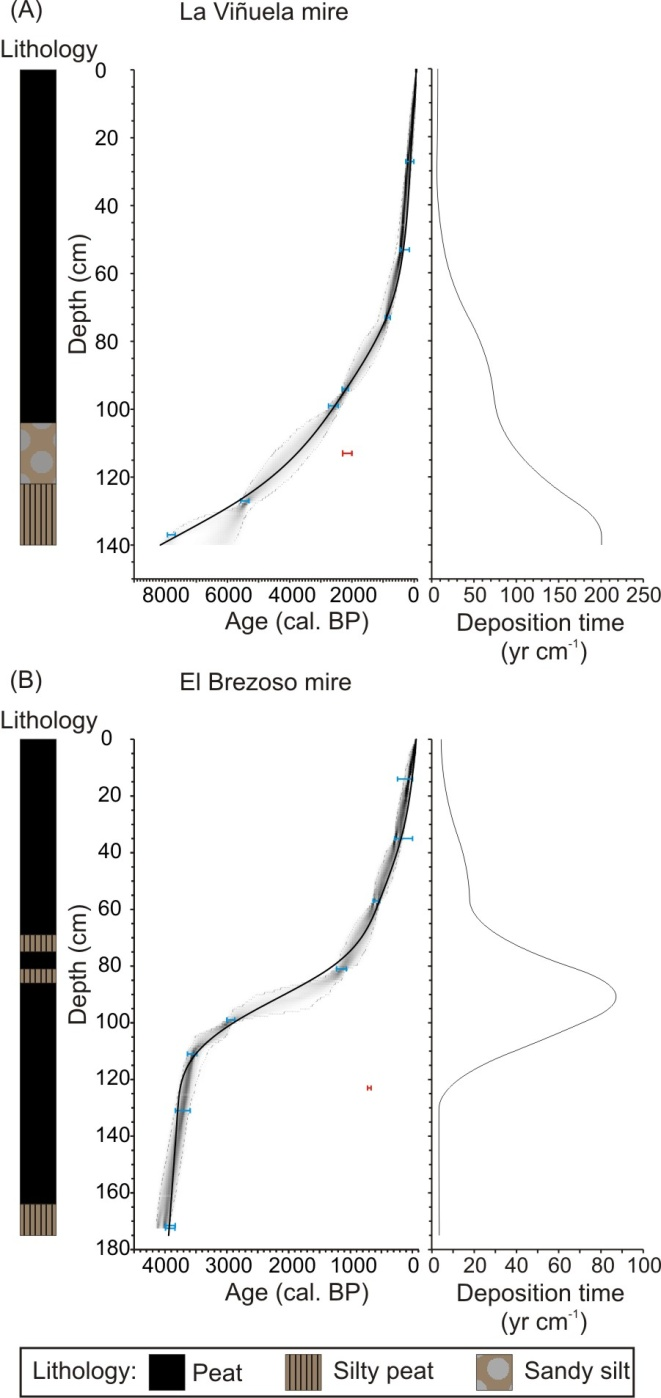 (A)
La Viñuela mire
Lithology
0
20
40
60
80
100
120
140
Depth (cm)
8000 6000 4000 2000 0
Age (cal. BP)
0 50 100 150 200 250
Deposition time
(yr cm-1)
(B)
El Brezoso mire
Lithology
0
20
40
60
80
100
120
140
160
180
Depth (cm)
4000 3000 2000 1000 0
Age (cal. BP)
0 20 40 60 80 100
Deposition time
(yr cm-1)
Lithology: Peat Silty peat Sandy silt